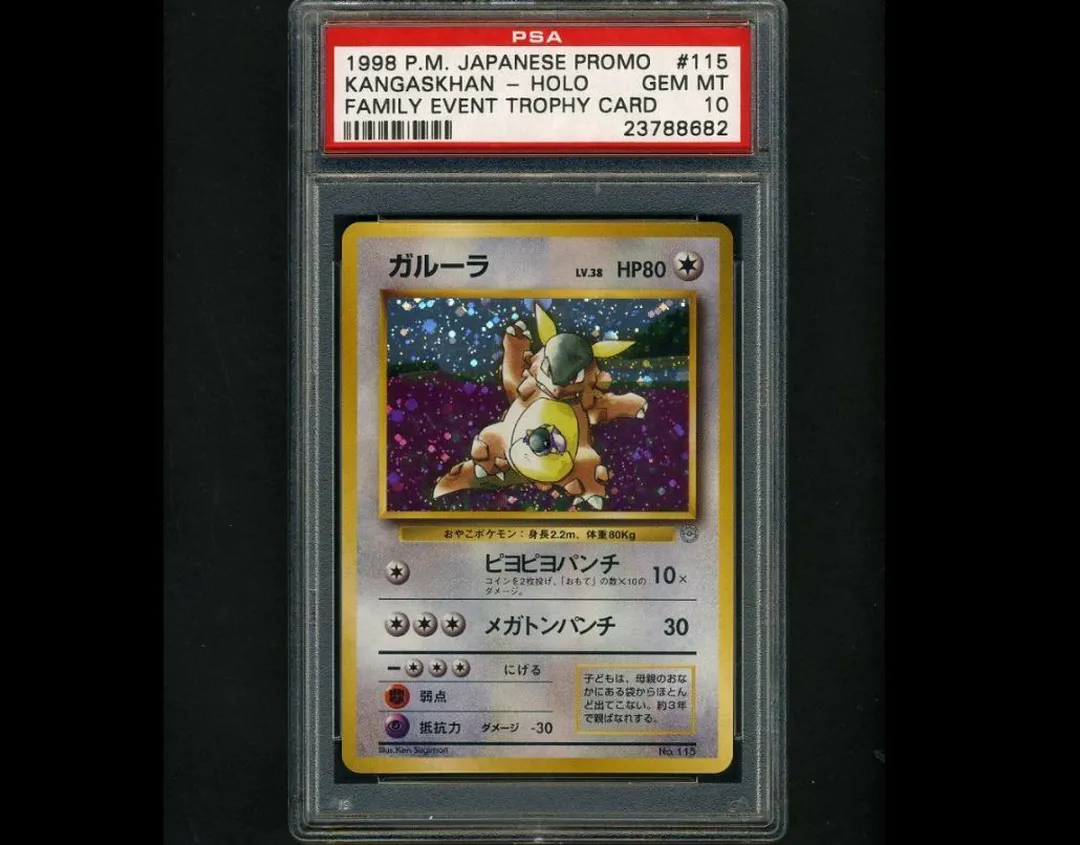 PSA
1998 P.M. JAPANESE PROMO #115
KANGASKHAN - HOLO GEM MT
FAMILY EVENT TROPHY CARD 10
23788682
ガルーラ LV.38 HP80
おやこポケモン：身長2.2m、体重80Kg
ピヨピヨパンチ 10×
コインを2枚投げ、「おもて」の数×10の
ダメージ。
メガトンパンチ 30
にげる
弱点
抵抗力 ダメージ -30
子どもは、母親のおな
かにある袋からほとん
ど出てこない。約3年
で親ばなれする。
Illus. Ken Sugimori No. 115